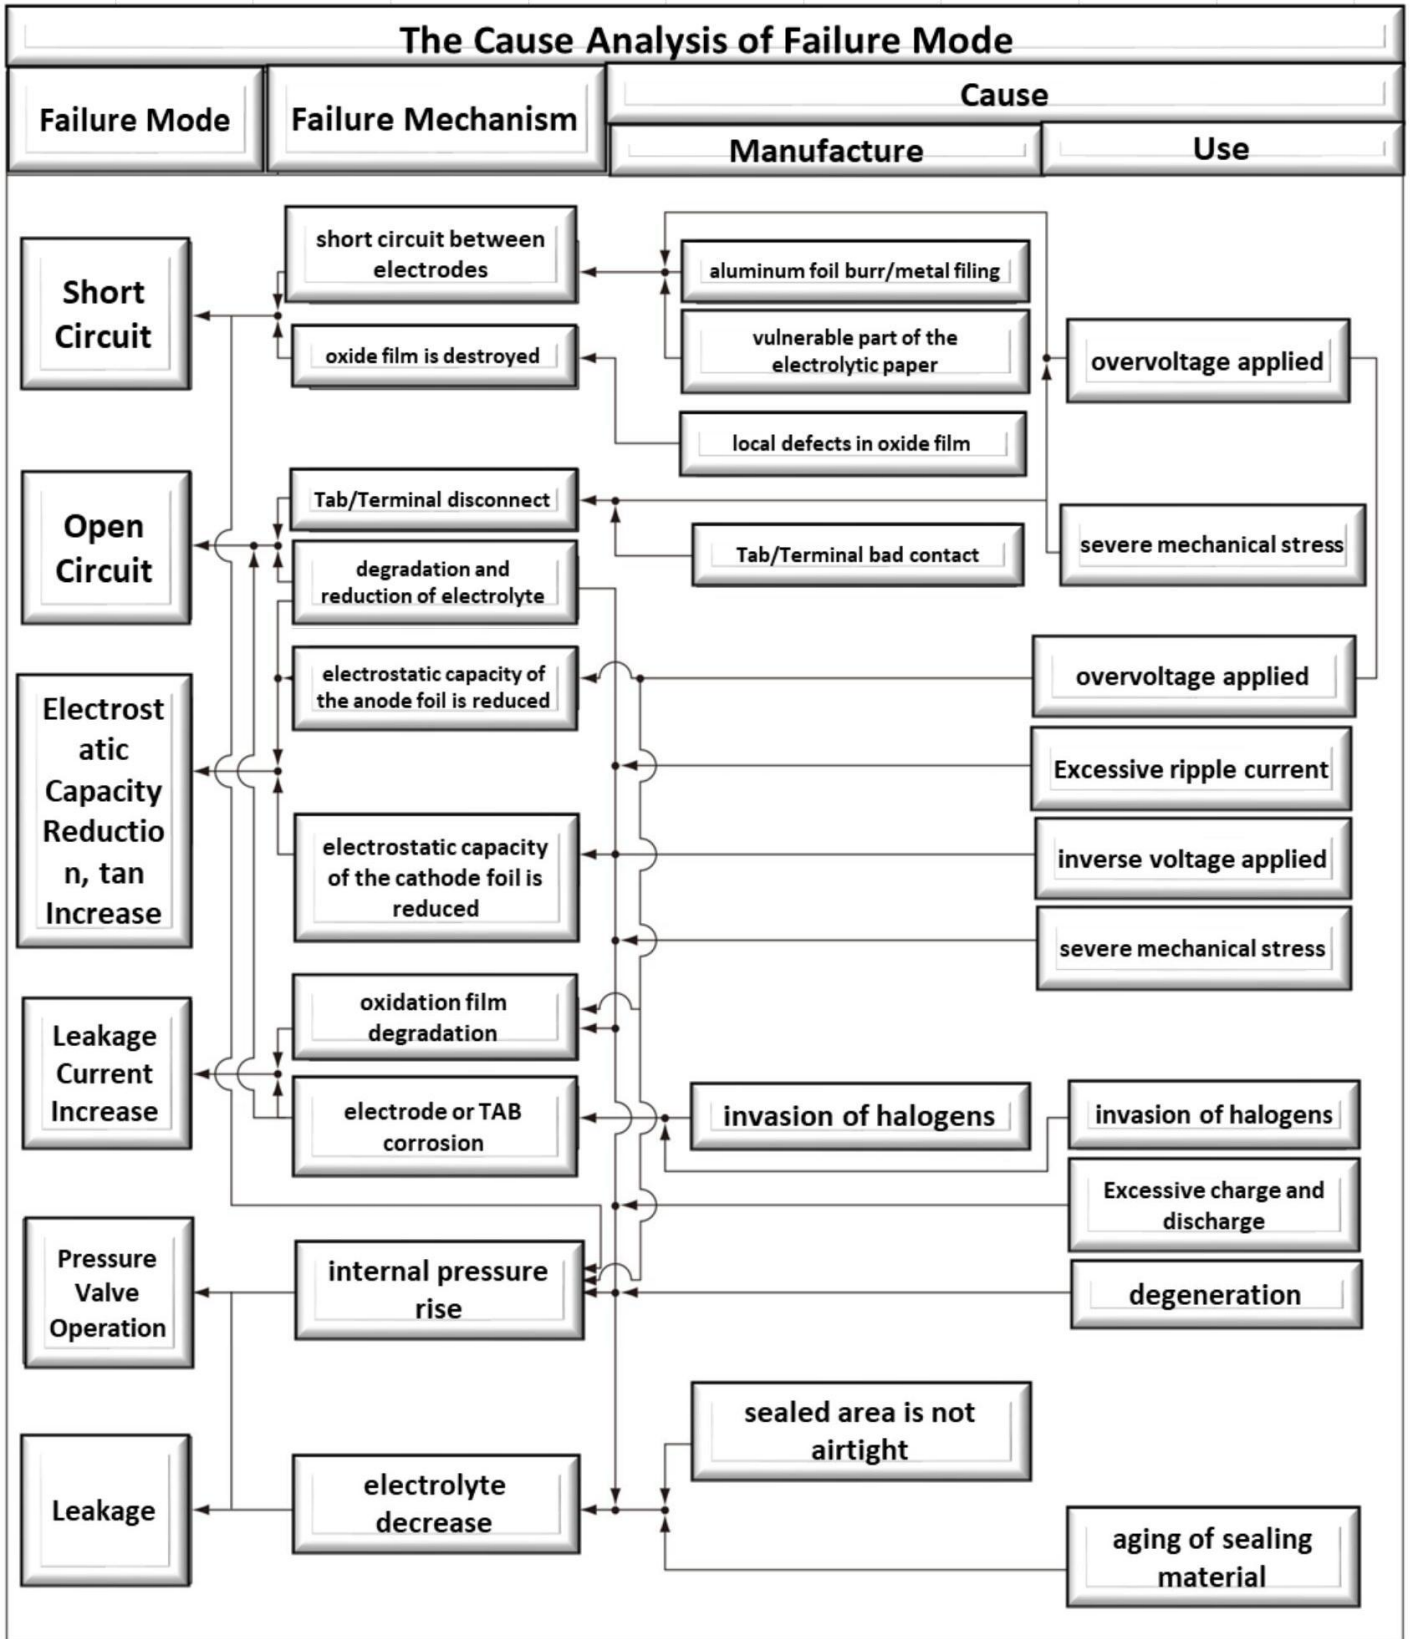 The Cause Analysis of Failure Mode
Failure Mode
Failure Mechanism
Cause
Manufacture
Use
Short
Circuit
short circuit between
electrodes
oxide film is destroyed
aluminum foil burr/metal filing
vulnerable part of the
electrolytic paper
local defects in oxide film
overvoltage applied
Open
Circuit
Tab/Terminal disconnect
degradation and
reduction of electrolyte
Tab/Terminal bad contact
severe mechanical stress
Electrost
atic
Capacity
Reductio
n, tan
Increase
electrostatic capacity of
the anode foil is reduced
electrostatic capacity
of the cathode foil is
reduced
overvoltage applied
Excessive ripple current
inverse voltage applied
severe mechanical stress
Leakage
Current
Increase
oxidation film
degradation
electrode or TAB
corrosion
invasion of halogens
invasion of halogens
Excessive charge and
discharge
Pressure
Valve
Operation
internal pressure
rise
degeneration
Leakage
electrolyte
decrease
sealed area is not
airtight
aging of sealing
material